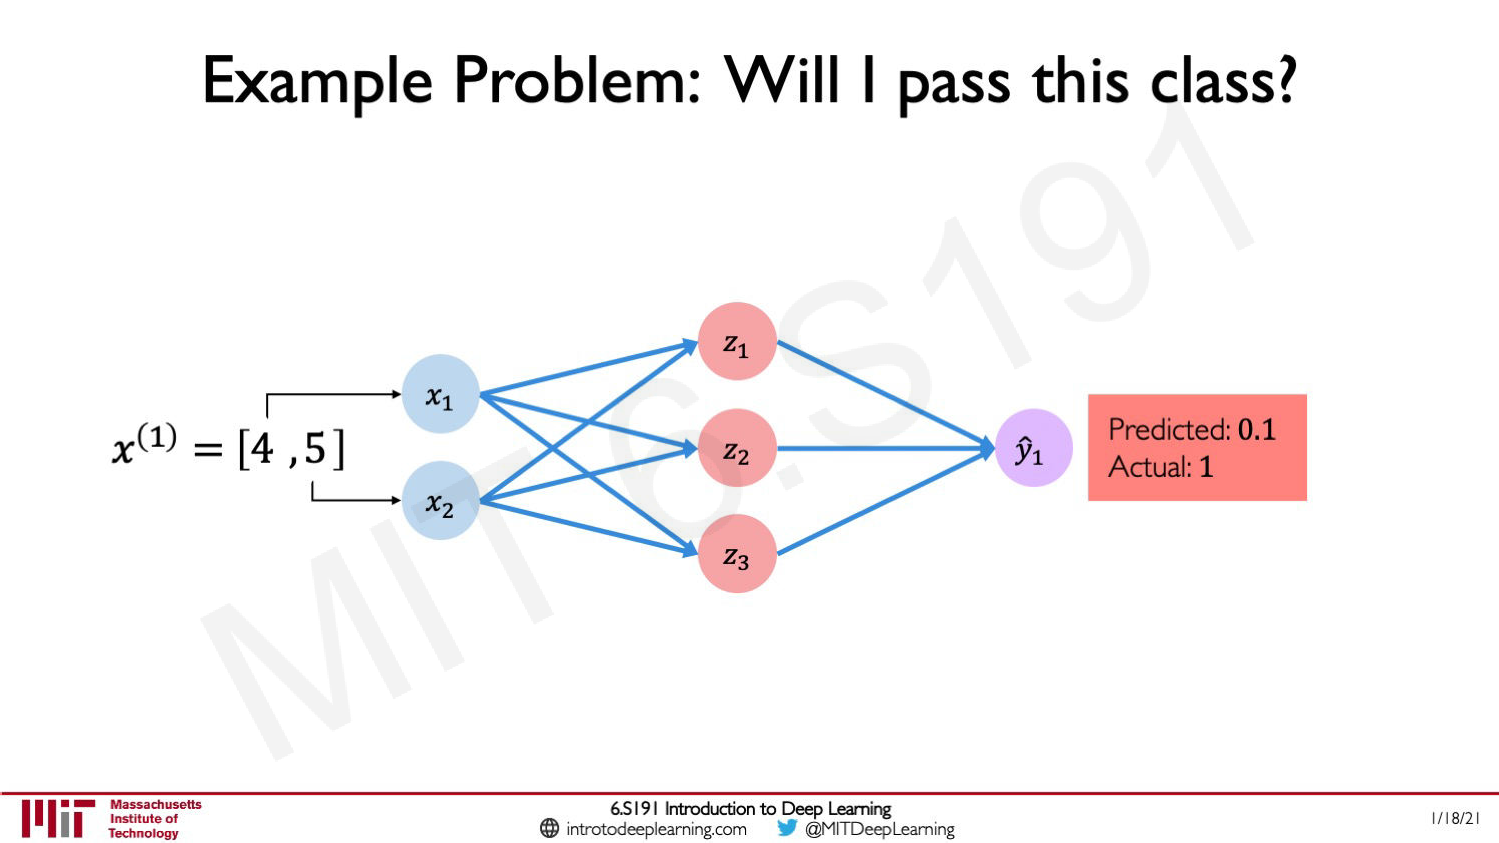 Example Problem: Will I pass this class?
MIT 6.S191
x⁽¹⁾ = [4 , 5]
x₁
x₂
z₁
z₂
z₃
ŷ₁
Predicted: 0.1
Actual: 1
Massachusetts
Institute of
Technology
6.S191 Introduction to Deep Learning
introtodeeplearning.com @MITDeepLearning
1/18/21